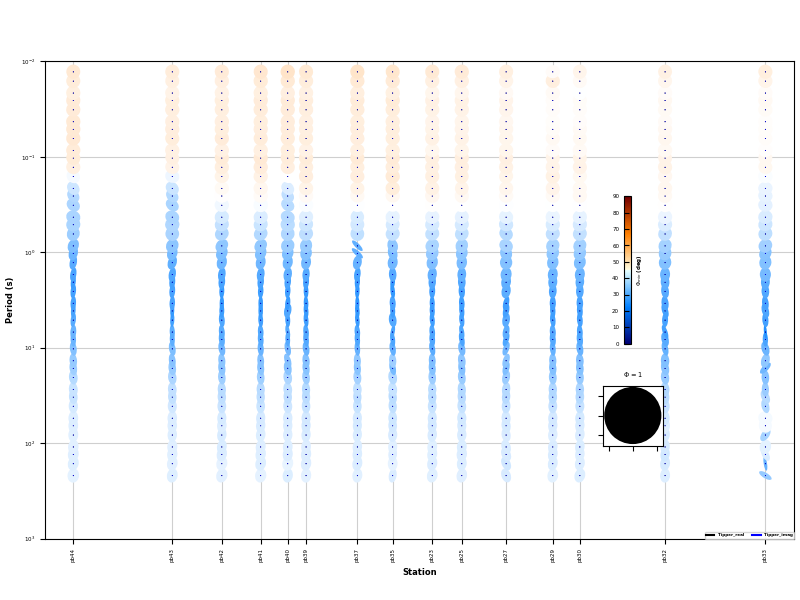 10⁻²
10⁻¹
10⁰
10¹
10²
10³
Period (s)
90
80
70
60
50
40
30
20
10
0
Φ = 1
pb44
pb43
pb42
pb41
pb40
pb39
pb37
pb35
pb23
pb25
pb27
pb29
pb30
pb32
pb33
Station
Tipper_real
Tipper_imag